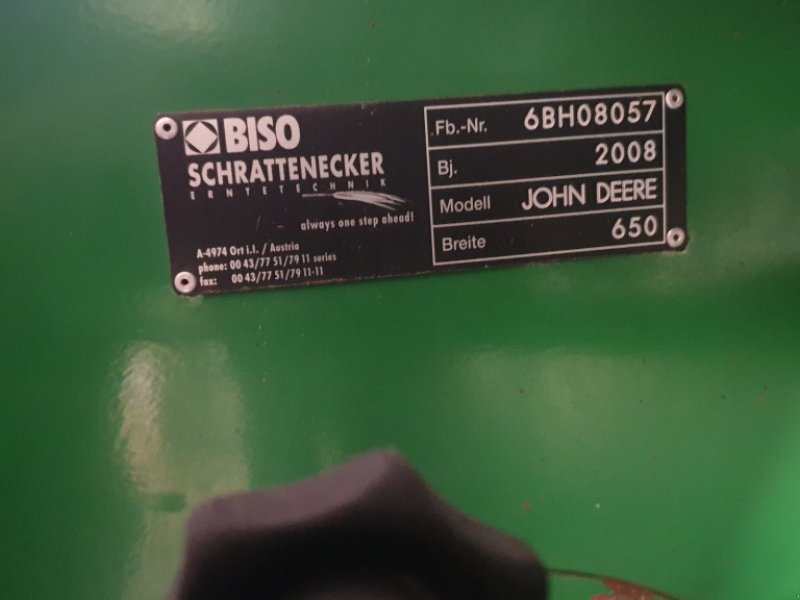 BISO
SCHRATTENECKER
ERNTETECHNIK
always one step ahead!
A-4974 Ort i.I. / Austria
phone: 00 43/77 51/79 11 series
fax: 00 43/77 51/79 11-11
Fb.-Nr. 6BH08057
Bj. 2008
Modell JOHN DEERE
Breite 650